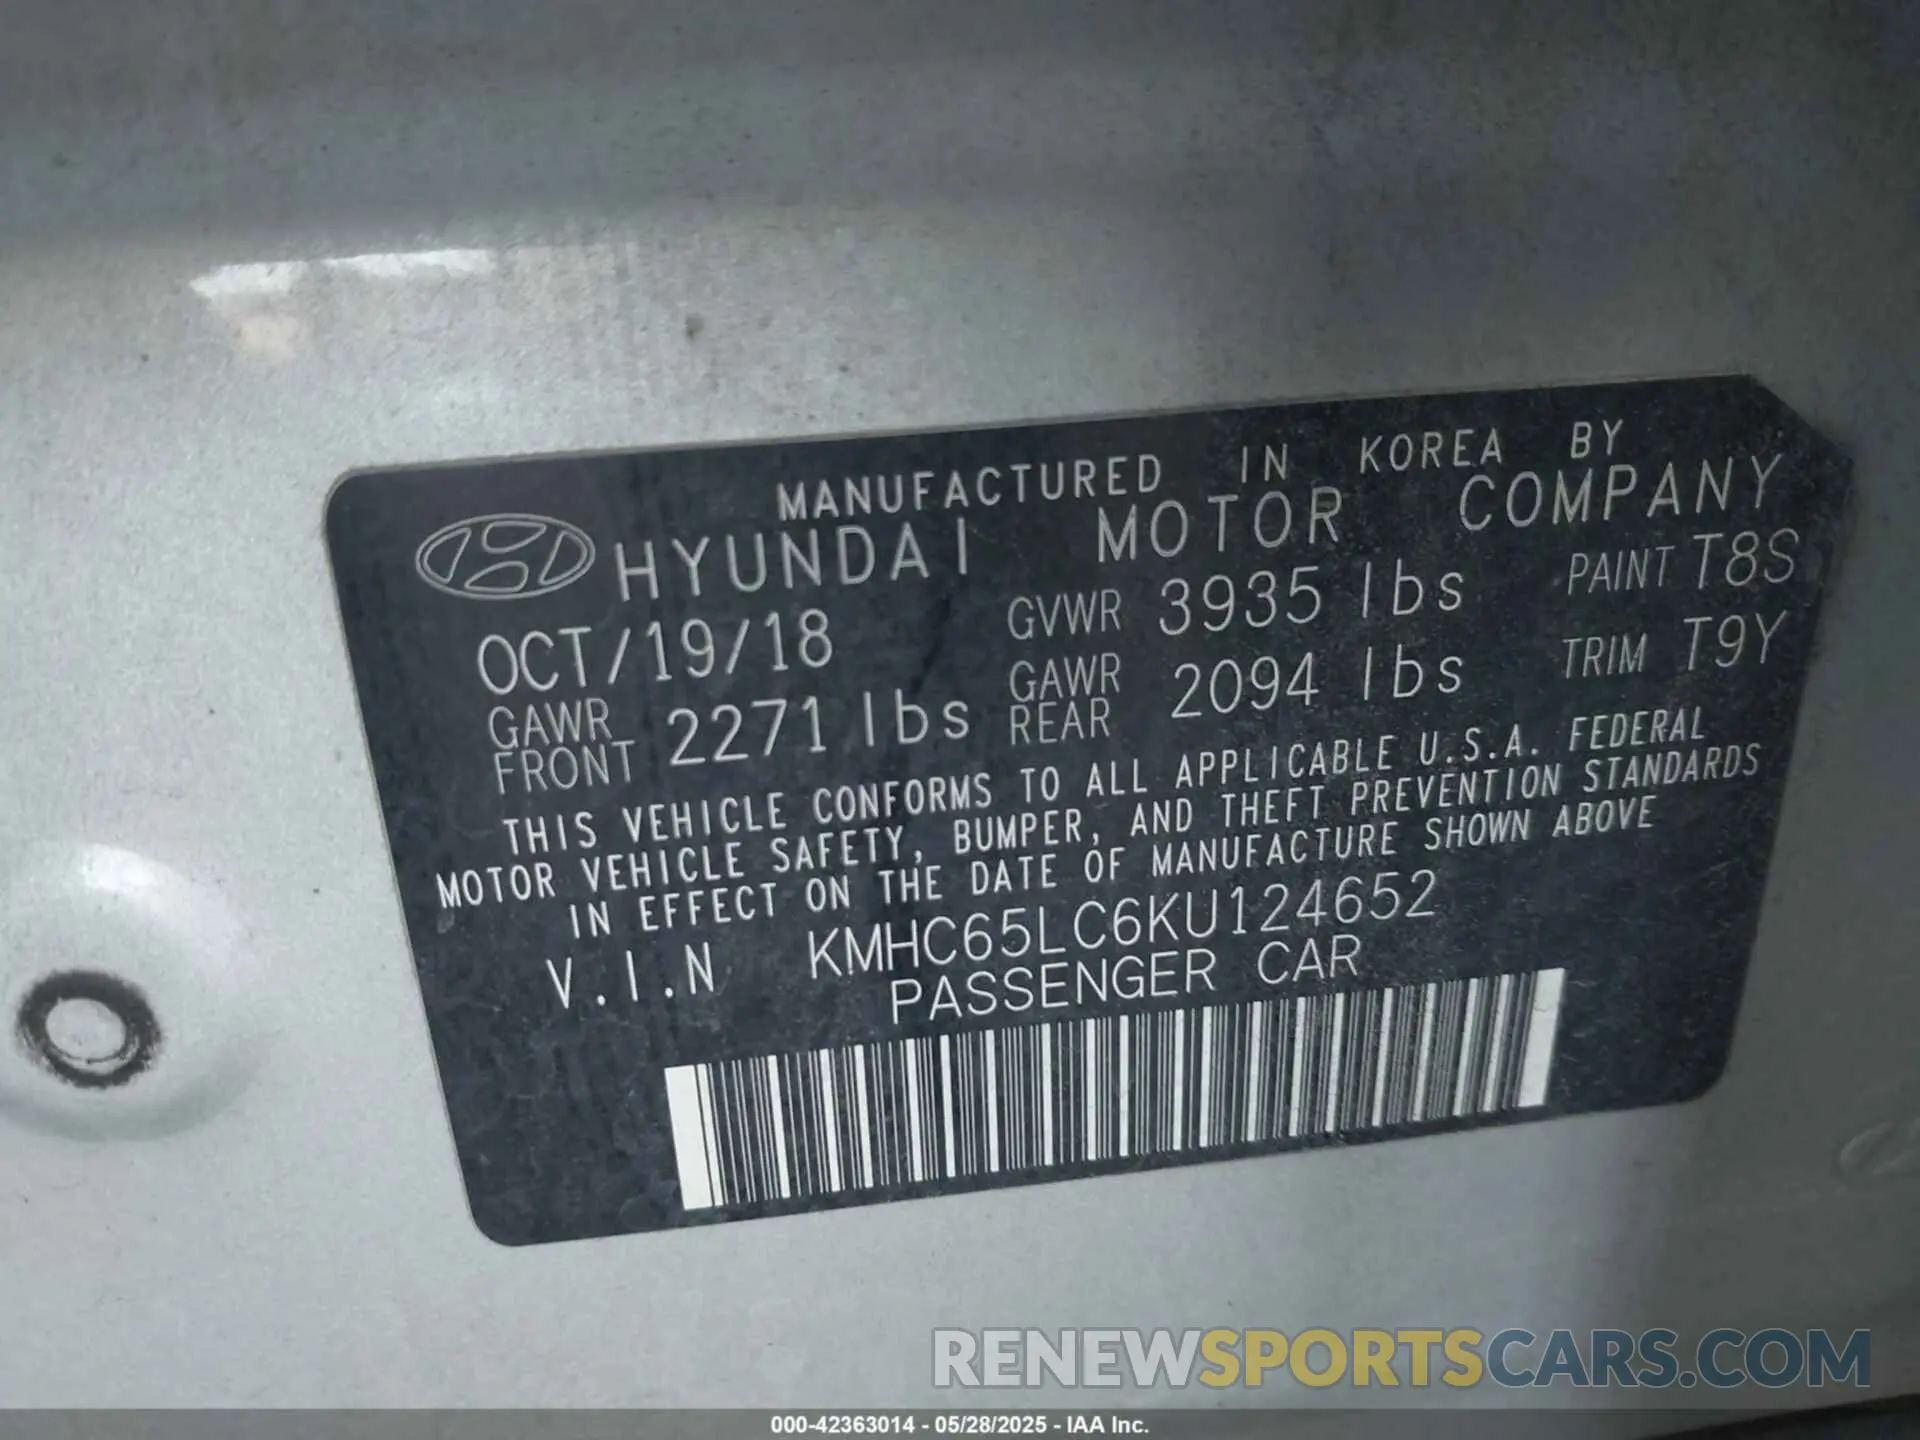 MANUFACTURED IN KOREA BY
HYUNDAI MOTOR COMPANY
OCT/19/18 GVWR 3935 lbs PAINT T8S
GAWR FRONT 2271 lbs GAWR REAR 2094 lbs TRIM T9Y
THIS VEHICLE CONFORMS TO ALL APPLICABLE U.S.A. FEDERAL
MOTOR VEHICLE SAFETY, BUMPER, AND THEFT PREVENTION STANDARDS
IN EFFECT ON THE DATE OF MANUFACTURE SHOWN ABOVE
V.I.N KMHC65LC6KU124652
PASSENGER CAR
RENEWSPORTSCARS.COM
000-42363014 - 05/28/2025 - IAA Inc.